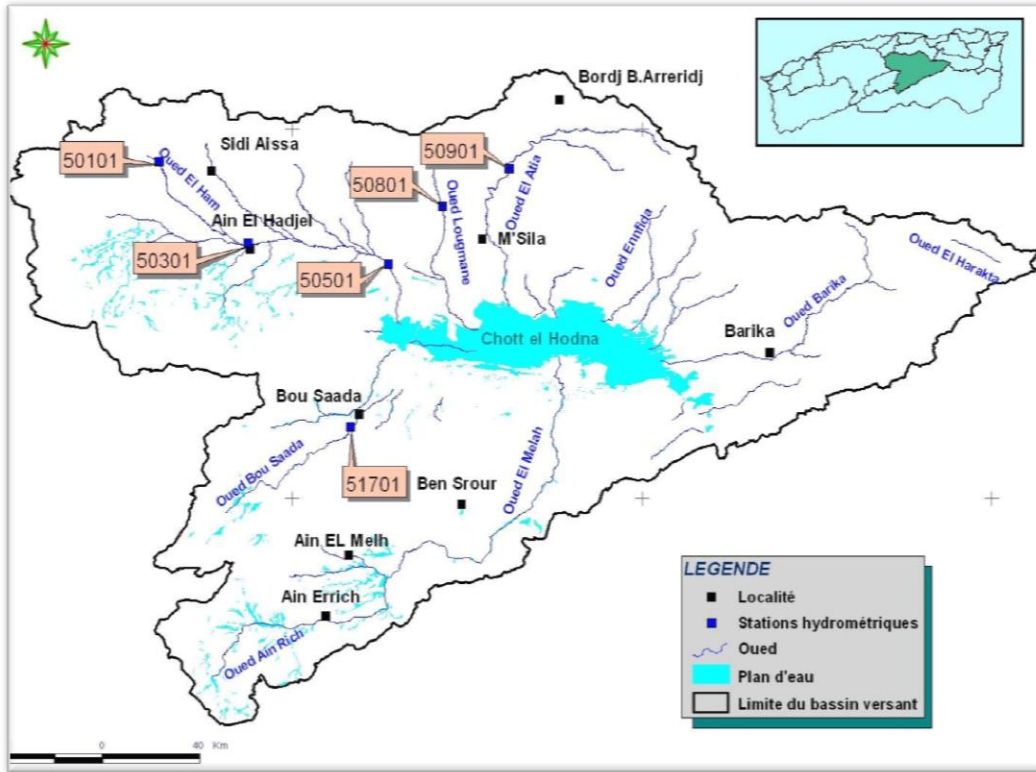 Bordj B.Arreridj
Sidi Aissa
50101
Oued El Ham
50901
Oued El Atia
50801
Oued Lougmane
Ain El Hadjel
M'Sila
Oued Ennfida
Oued El Harakta
50301
50501
Oued Barika
Barika
Chott el Hodna
Bou Saada
Oued Bou Saada
51701
Ben Srour
Oued El Melah
Ain EL Melh
Ain Errich
Oued Ain Rich
LEGENDE
Localité
Stations hydrométriques
Oued
Plan d'eau
Limite du bassin versant
0 40 Km